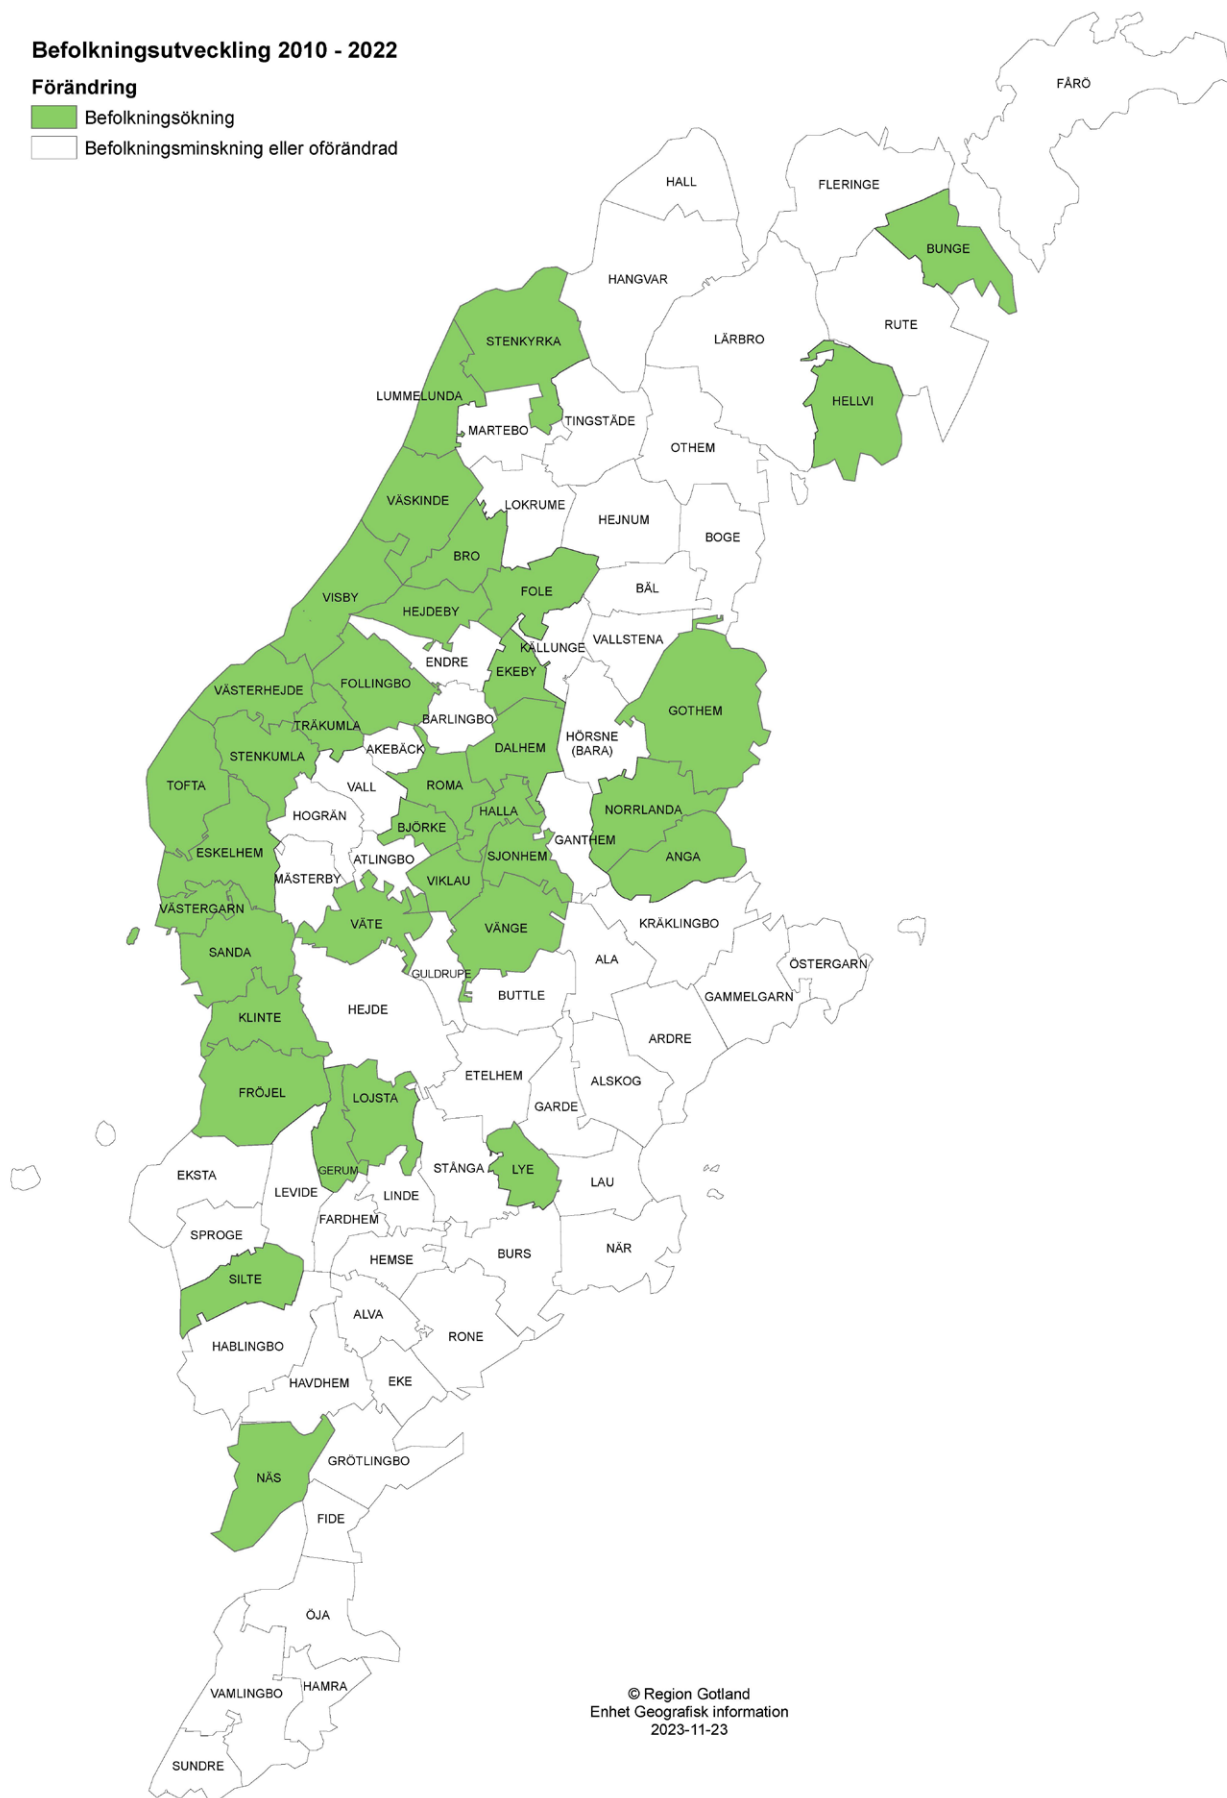 Befolkningsutveckling 2010 - 2022
Förändring
Befolkningsökning
Befolkningsminskning eller oförändrad
FÅRÖ
HALL
FLERINGE
BUNGE
HANGVAR
RUTE
LÄRBRO
STENKYRKA
LUMMELUNDA
HELLVI
TINGSTÄDE
MARTEBO
OTHEM
VÄSKINDE
LOKRUME
HEJNUM
BOGE
BRO
BÄL
FOLE
VISBY
HEJDEBY
VALLSTENA
KÄLLUNGE
ENDRE
EKEBY
FOLLINGBO
VÄSTERHEJDE
GOTHEM
BARLINGBO
TRÄKUMLA
HÖRSNE
(BARA)
AKEBÄCK
DALHEM
STENKUMLA
TOFTA
ROMA
VALL
HALLA
NORRLANDA
HOGRÄN
BJÖRKE
GANTHEM
ESKELHEM
SJONHEM
ANGA
ATLINGBO
MÄSTERBY
VIKLAU
VÄSTERGARN
VÄTE
VÄNGE
KRÄKLINGBO
SANDA
ALA
ÖSTERGARN
GULDRUPE
BUTTLE
GAMMELGARN
HEJDE
KLINTE
ARDRE
ETELHEM
ALSKOG
FRÖJEL
LOJSTA
GARDE
GERUM
STÅNGA
LYE
EKSTA
LAU
LEVIDE
LINDE
FARDHEM
SPROGE
NÄR
BURS
HEMSE
SILTE
ALVA
RONE
HABLINGBO
HAVDHEM
EKE
GRÖTLINGBO
NÄS
FIDE
ÖJA
HAMRA
VAMLINGBO
SUNDRE
© Region Gotland
Enhet Geografisk information
2023-11-23